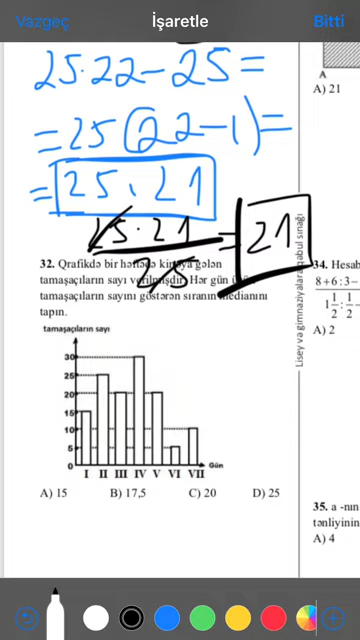 Vazgeç İşaretle Bitti
25·22-25=
=25(22-1)=
=25·21
25·21
25
=21
A
A) 21
32. Qrafikdə bir həftədə kinoya gələn
tamaşaçıların sayı verilmişdir. Hər gün üçün
tamaşaçıların sayını göstərən sıranın medianını
tapın.
tamaşaçıların sayı
30
25
20
15
10
5
0
I II III IV V VI VII
Gün
A) 15 B) 17,5 C) 20 D) 25
Lisey və gimnaziyalara qəbul sınağı
34. Hesab
8+6:3−
1 1/2 : 1/2 −
A) 2
35. a -nın
tənliyinin
A) 4